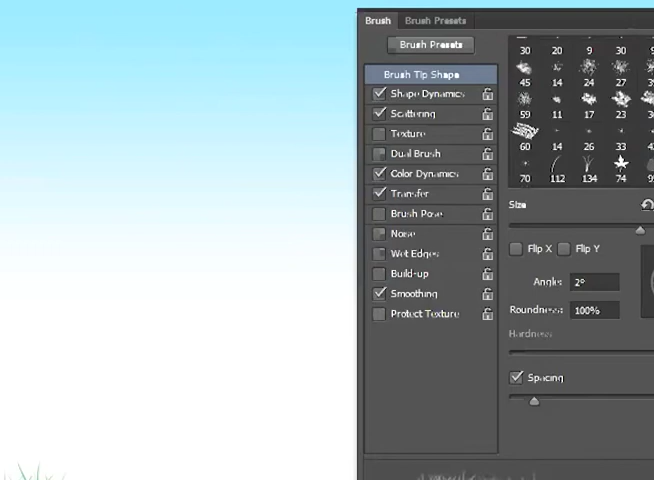 Brush Brush Presets
Brush Presets
Brush Tip Shape
Shape Dynamics
Scattering
Texture
Dual Brush
Color Dynamics
Transfer
Brush Pose
Noise
Wet Edges
Build-up
Smoothing
Protect Texture
30 20 9 30
45 14 24 27
59 11 17 23
60 14 26 33
70 112 134 74
Size
Flip X Flip Y
Angle: 2°
Roundness: 100%
Hardness
Spacing